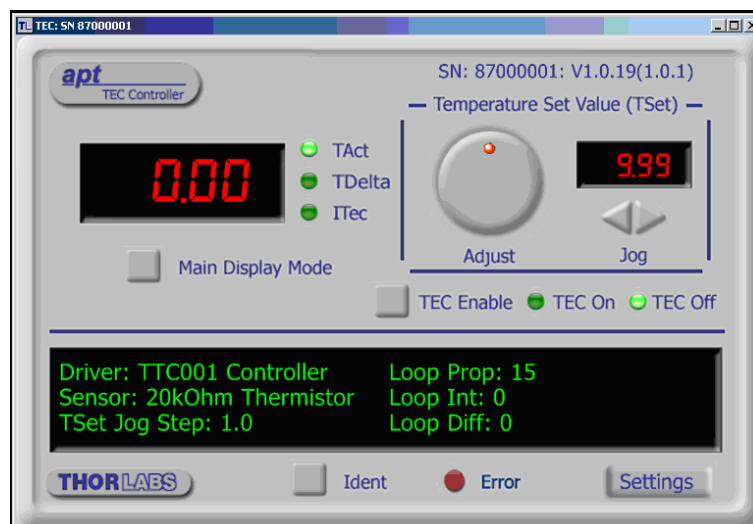 TL TEC: SN 87000001
apt
TEC Controller
SN: 87000001: V1.0.19(1.0.1)
Temperature Set Value (TSet)
0.00
TAct
TDelta
ITec
9.99
Adjust
Jog
Main Display Mode
TEC Enable TEC On TEC Off
Driver: TTC001 Controller Loop Prop: 15
Sensor: 20kOhm Thermistor Loop Int: 0
TSet Jog Step: 1.0 Loop Diff: 0
THORLABS Ident Error Settings